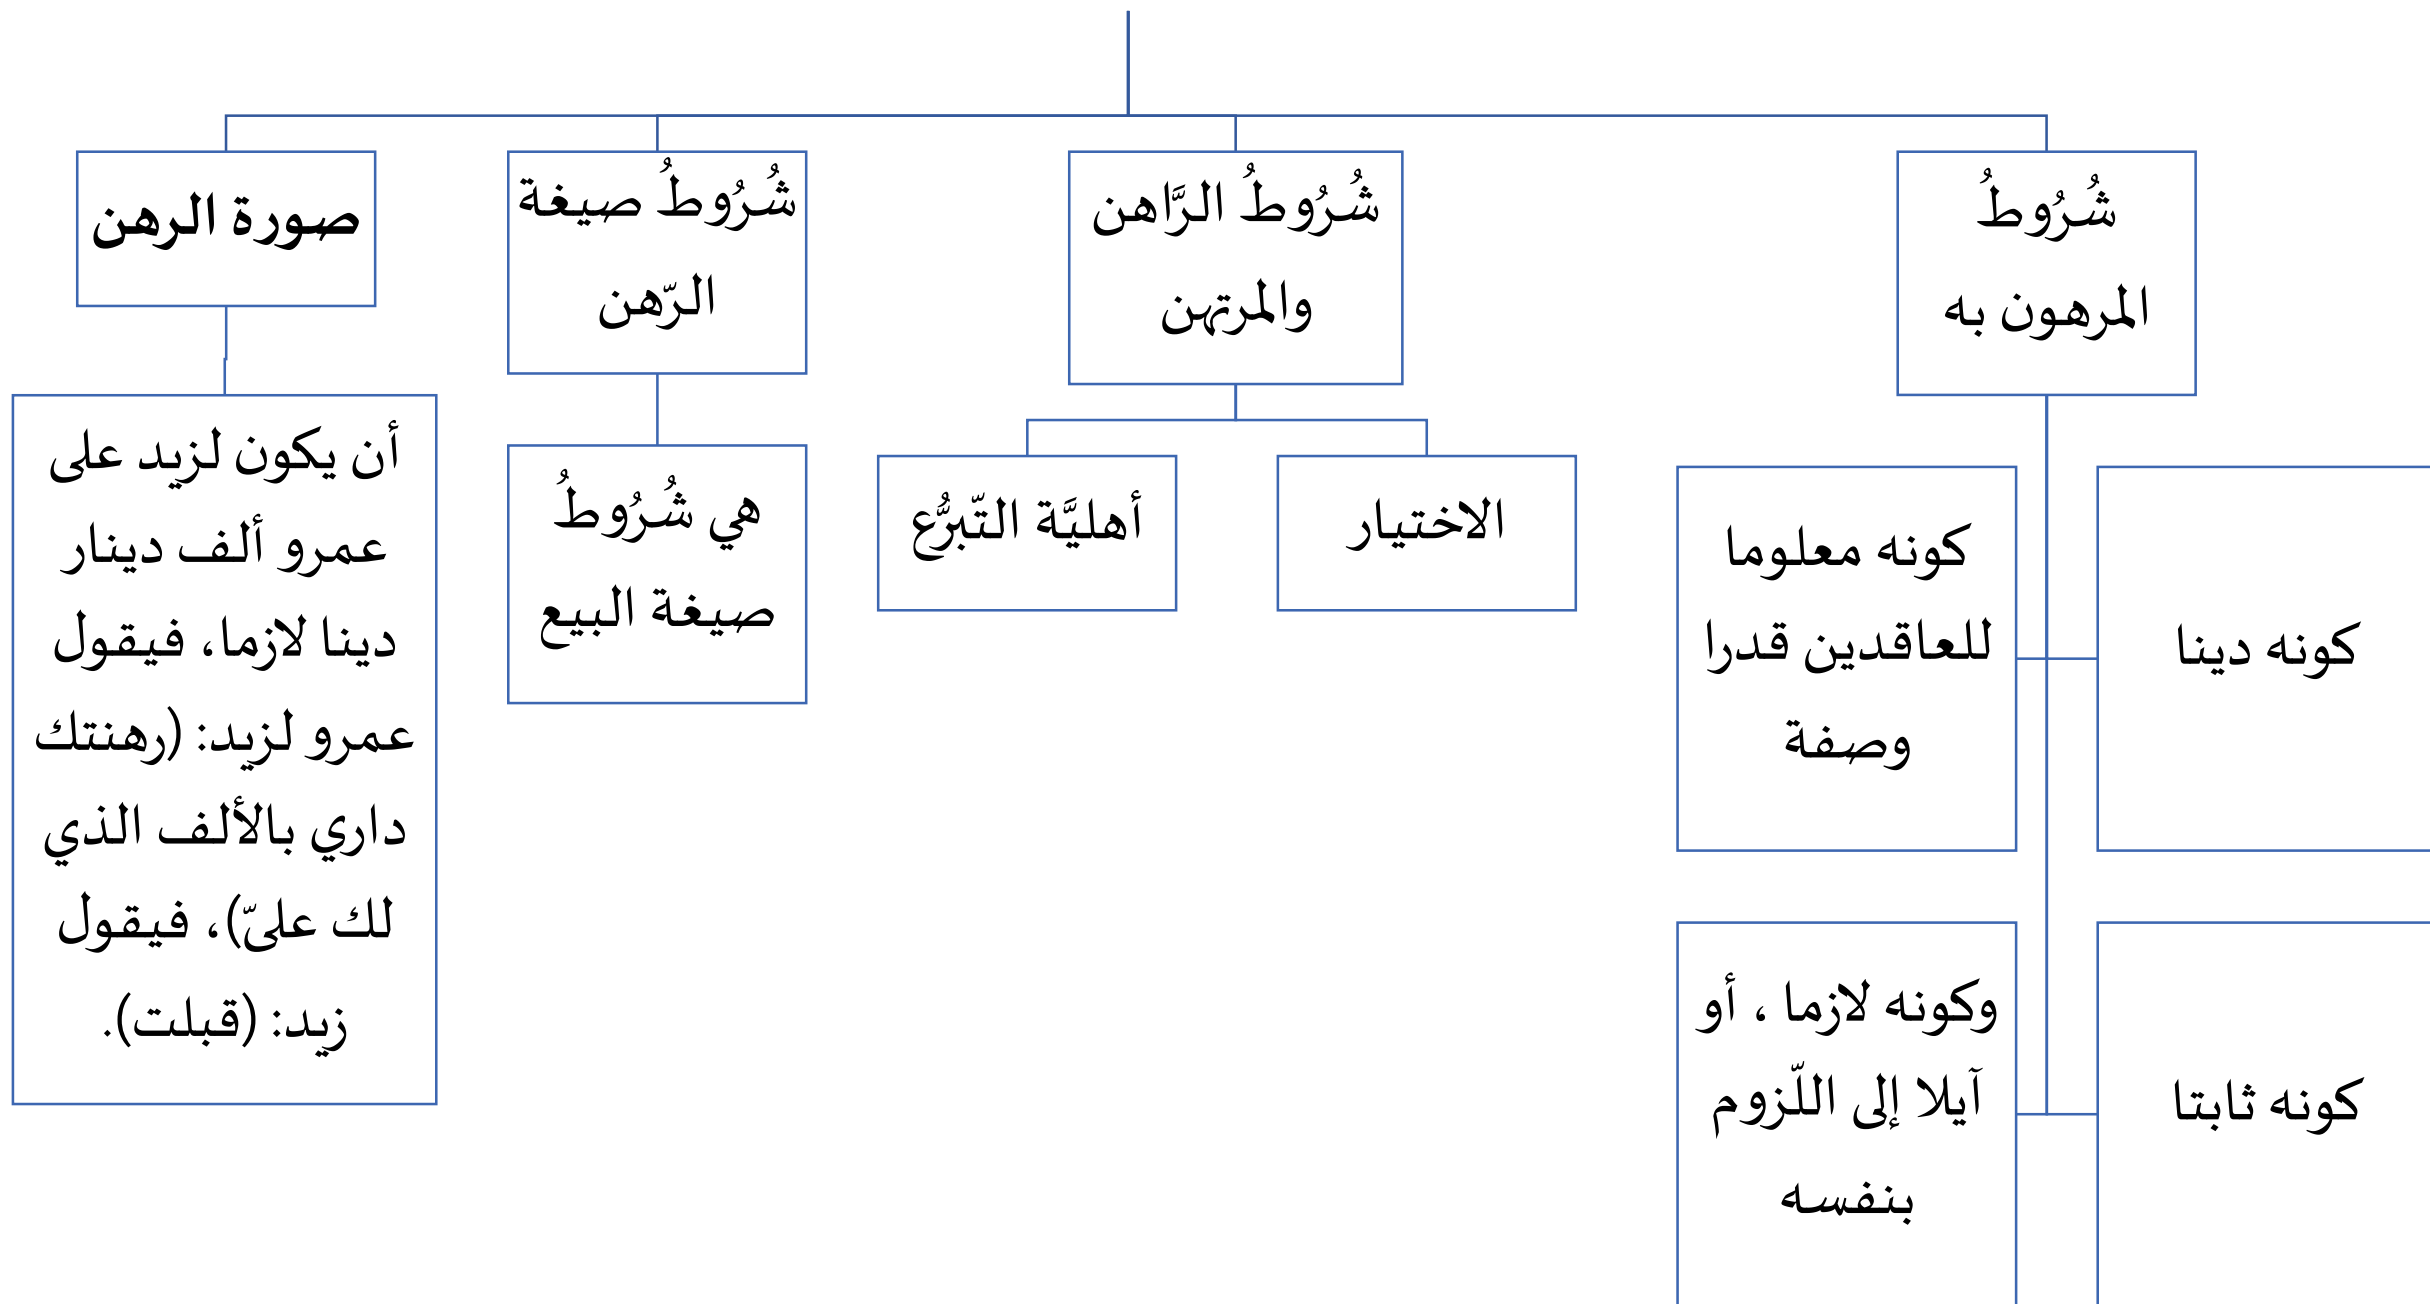 شُرُوطُ
المرهون به
شُرُوطُ الرَّاهن
والمرتهن
شُرُوطُ صيغة
الرّهن
صورة الرهن
كونه دينا
كونه معلوما
للعاقدين قدرا
وصفة
كونه ثابتا
وكونه لازما ، أو
آيلا إلى اللّزوم
بنفسه
الاختيار
أهليَّة التّبرُّع
هي شُرُوطُ
صيغة البيع
أن يكون لزيد على
عمرو ألف دينار
دينا لازما، فيقول
عمرو لزيد: (رهنتك
داري بالألف الذي
لك عليّ)، فيقول
زيد: (قبلت).